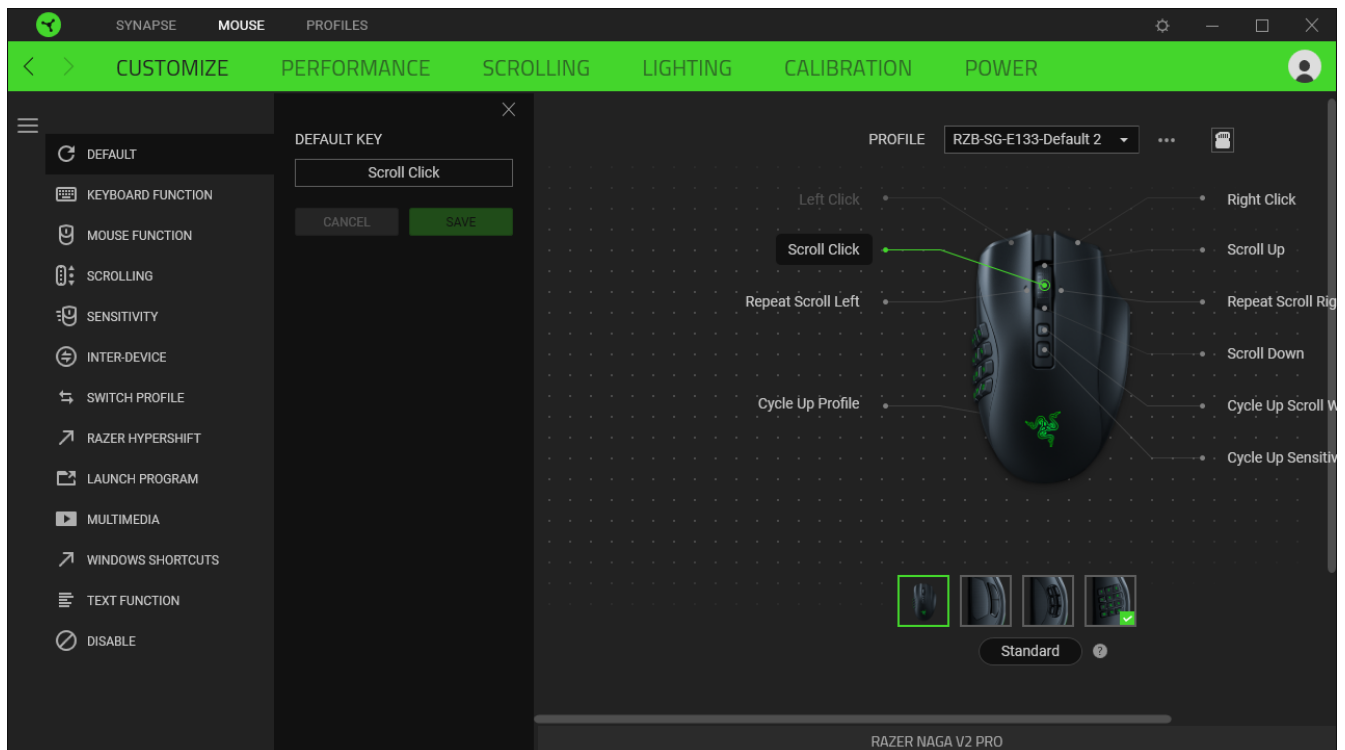 SYNAPSE MOUSE PROFILES
CUSTOMIZE PERFORMANCE SCROLLING LIGHTING CALIBRATION POWER
DEFAULT
KEYBOARD FUNCTION
MOUSE FUNCTION
SCROLLING
SENSITIVITY
INTER-DEVICE
SWITCH PROFILE
RAZER HYPERSHIFT
LAUNCH PROGRAM
MULTIMEDIA
WINDOWS SHORTCUTS
TEXT FUNCTION
DISABLE
DEFAULT KEY
Scroll Click
CANCEL SAVE
PROFILE RZB-SG-E133-Default 2
Left Click
Scroll Click
Repeat Scroll Left
Cycle Up Profile
Right Click
Scroll Up
Repeat Scroll Rig
Scroll Down
Cycle Up Scroll W
Cycle Up Sensitiv
Standard ?
RAZER NAGA V2 PRO